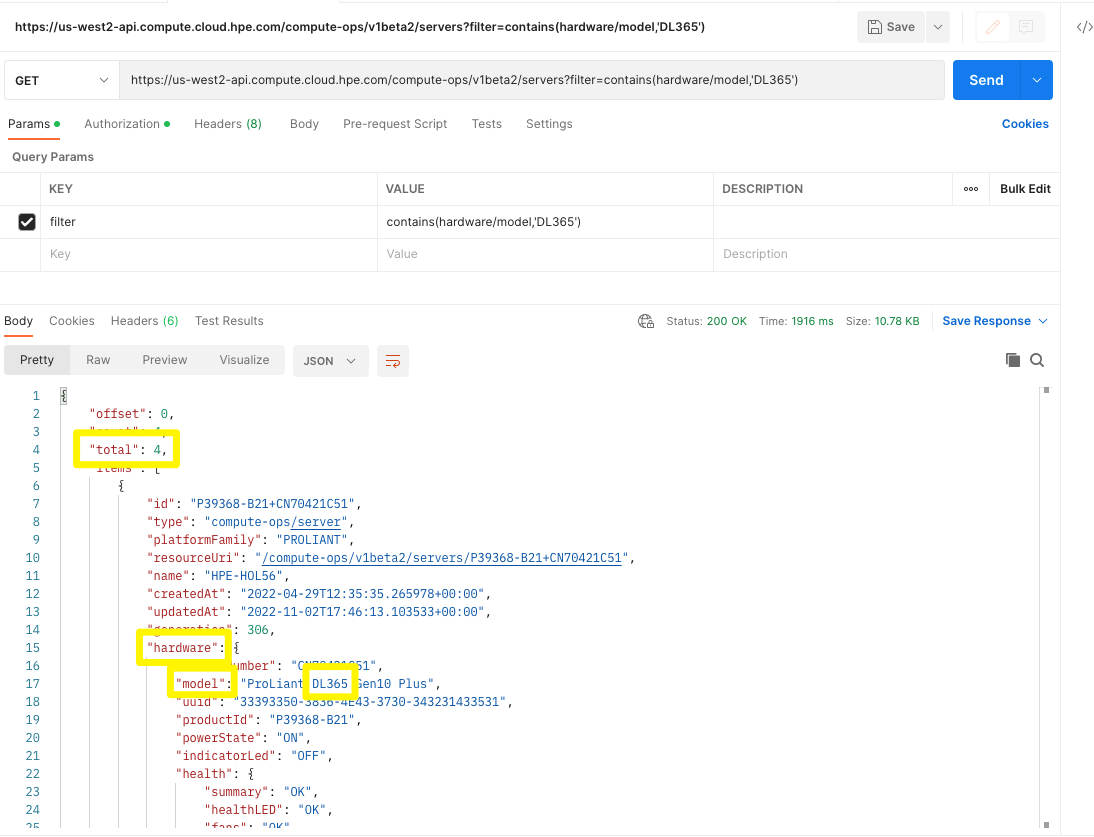 https://us-west2-api.compute.cloud.hpe.com/compute-ops/v1beta2/servers?filter=contains(hardware/model,'DL365')
Save
</>
GET
https://us-west2-api.compute.cloud.hpe.com/compute-ops/v1beta2/servers?filter=contains(hardware/model,'DL365')
Send
Params Authorization Headers (8) Body Pre-request Script Tests Settings Cookies
Query Params
KEY VALUE DESCRIPTION ooo Bulk Edit
filter contains(hardware/model,'DL365')
Key Value Description
Body Cookies Headers (6) Test Results Status: 200 OK Time: 1916 ms Size: 10.78 KB Save Response
Pretty Raw Preview Visualize JSON
1 {
2 "offset": 0,
3
4 "total": 4,
5 "items": [
6 {
7 "id": "P39368-B21+CN70421C51",
8 "type": "compute-ops/server",
9 "platformFamily": "PROLIANT",
10 "resourceUri": "/compute-ops/v1beta2/servers/P39368-B21+CN70421C51",
11 "name": "HPE-HOL56",
12 "createdAt": "2022-04-29T12:35:35.265978+00:00",
13 "updatedAt": "2022-11-02T17:46:13.103533+00:00",
14 "generation": 306,
15 "hardware": {
16 umber": "CN70421C51",
17 "model": "ProLiant DL365 Gen10 Plus",
18 "uuid": "33393350-3836-4E43-3730-343231433531",
19 "productId": "P39368-B21",
20 "powerState": "ON",
21 "indicatorLed": "OFF",
22 "health": {
23 "summary": "OK",
24 "healthLED": "OK",
25 "fans": "OK"